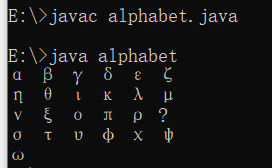 E:\>javac alphabet.java
E:\>java alphabet
α β γ δ ε ζ
η θ ι κ λ μ
ν ξ ο π ρ ?
σ τ υ φ χ ψ
ω